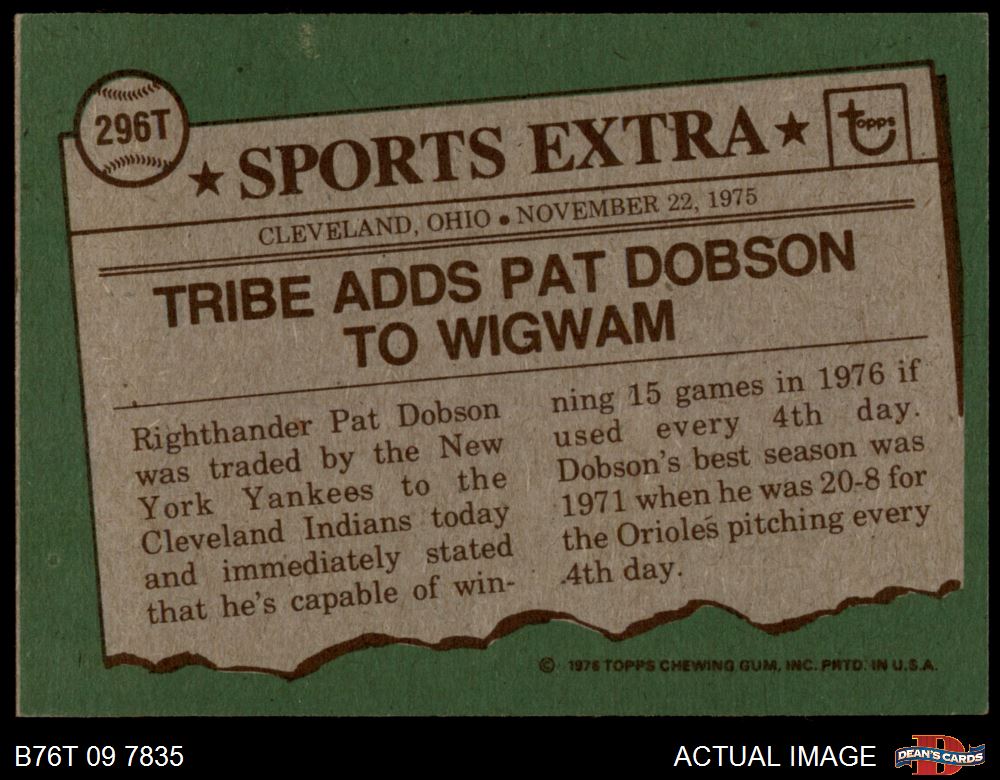 296T
★ SPORTS EXTRA ★
topps
CLEVELAND, OHIO • NOVEMBER 22, 1975
TRIBE ADDS PAT DOBSON
TO WIGWAM
Righthander Pat Dobson
was traded by the New
York Yankees to the
Cleveland Indians today
and immediately stated
that he's capable of win-
ning 15 games in 1976 if
used every 4th day.
Dobson's best season was
1971 when he was 20-8 for
the Orioles pitching every
4th day.
© 1976 TOPPS CHEWING GUM, INC. PRTD. IN U.S.A.
B76T 09 7835
ACTUAL IMAGE
D
DEAN'S CARDS